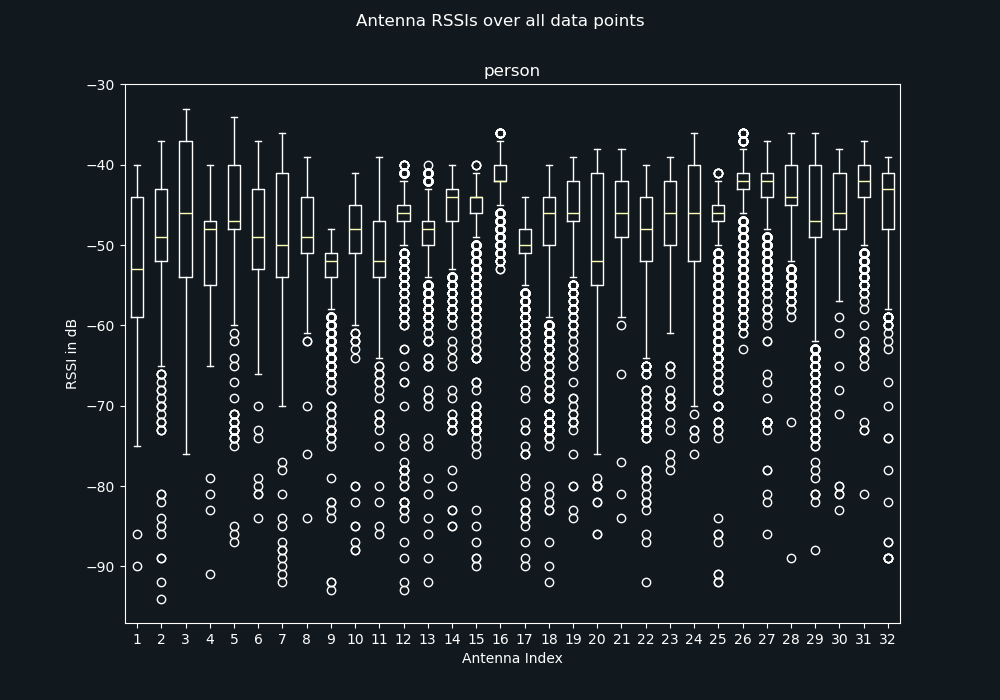 Antenna RSSIs over all data points
person
−30
−40
−50
−60
−70
−80
−90
RSSI in dB
1 2 3 4 5 6 7 8 9 10 11 12 13 14 15 16 17 18 19 20 21 22 23 24 25 26 27 28 29 30 31 32
Antenna Index